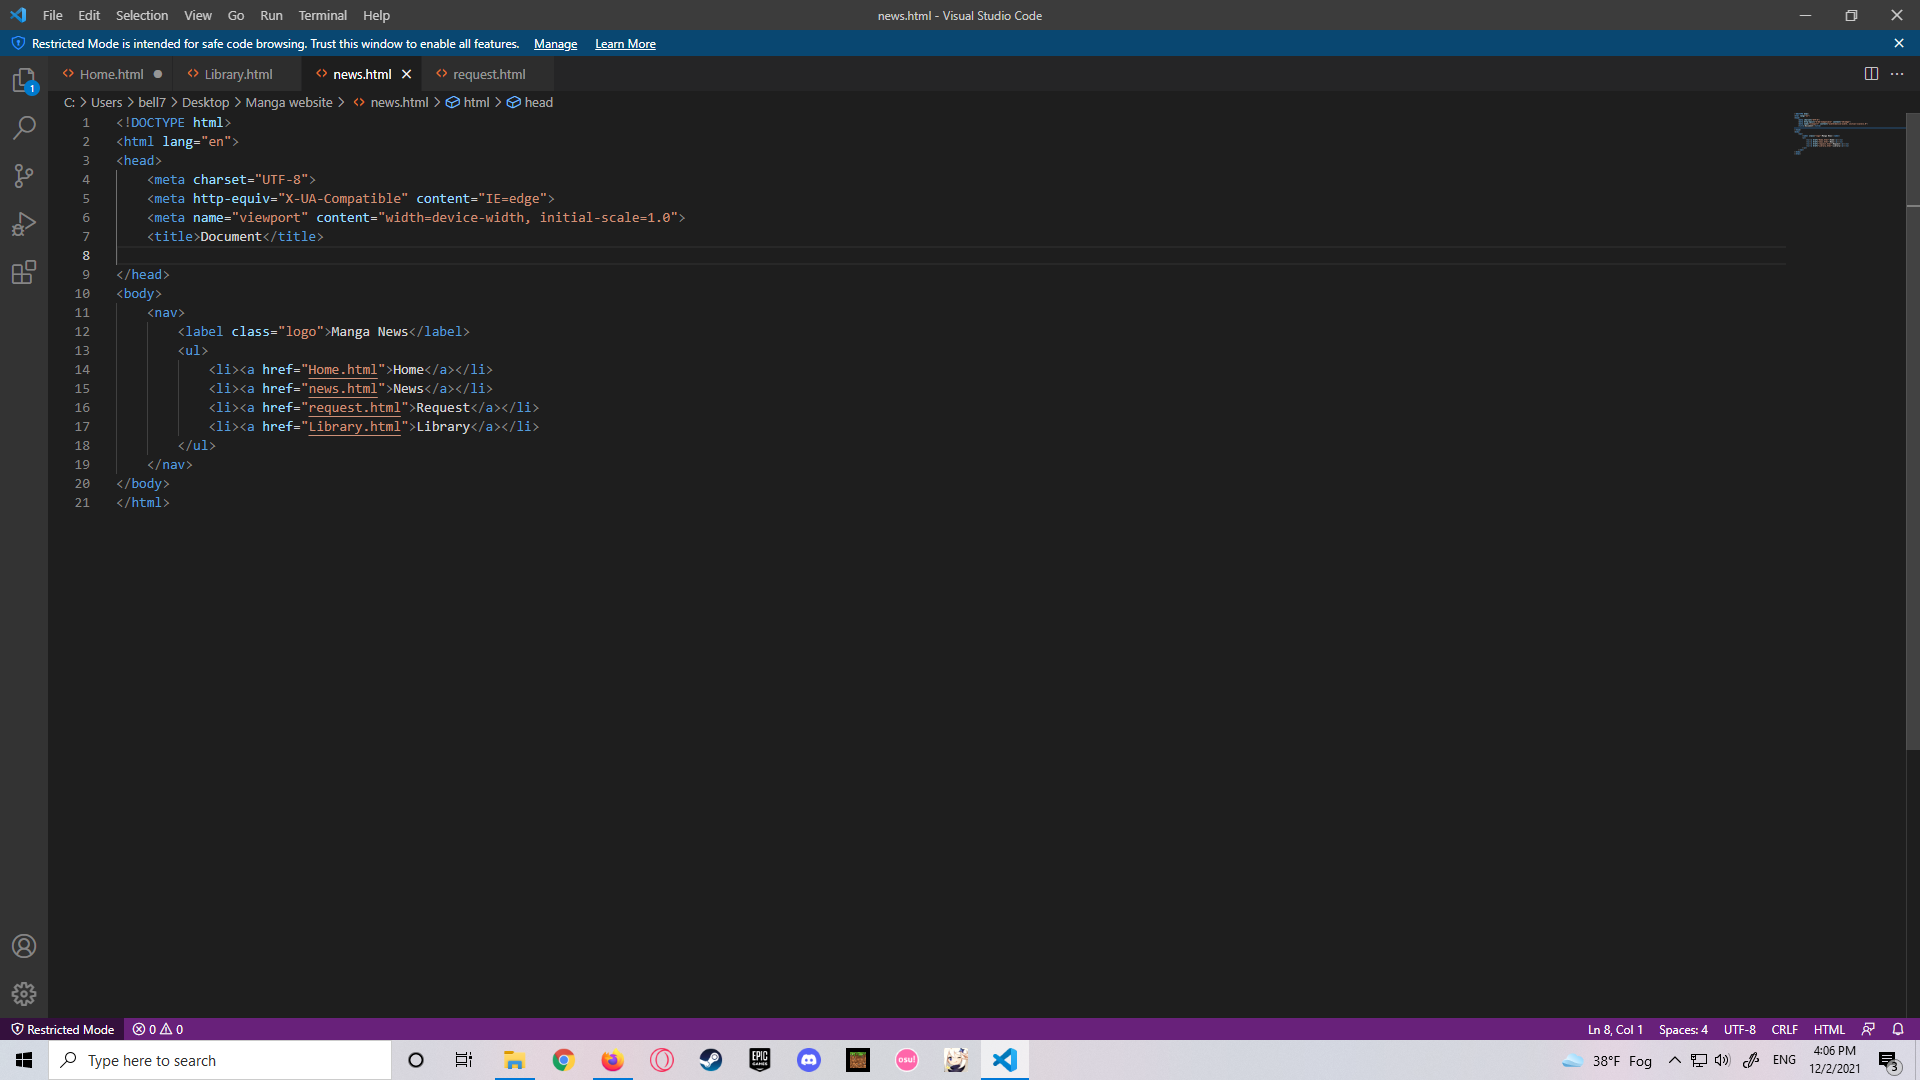 File Edit Selection View Go Run Terminal Help news.html - Visual Studio Code
Restricted Mode is intended for safe code browsing. Trust this window to enable all features. Manage Learn More
Home.html Library.html news.html request.html
1
C: > Users > bell7 > Desktop > Manga website > news.html > html > head
1 <!DOCTYPE html>
2 <html lang="en">
3 <head>
4 <meta charset="UTF-8">
5 <meta http-equiv="X-UA-Compatible" content="IE=edge">
6 <meta name="viewport" content="width=device-width, initial-scale=1.0">
7 <title>Document</title>
8
9 </head>
10 <body>
11 <nav>
12 <label class="logo">Manga News</label>
13 <ul>
14 <li><a href="Home.html">Home</a></li>
15 <li><a href="news.html">News</a></li>
16 <li><a href="request.html">Request</a></li>
17 <li><a href="Library.html">Library</a></li>
18 </ul>
19 </nav>
20 </body>
21 </html>
Restricted Mode 0 0 Ln 8, Col 1 Spaces: 4 UTF-8 CRLF HTML
Type here to search EPIC GAMES osu! 38°F Fog ENG 4:06 PM
12/2/2021 3